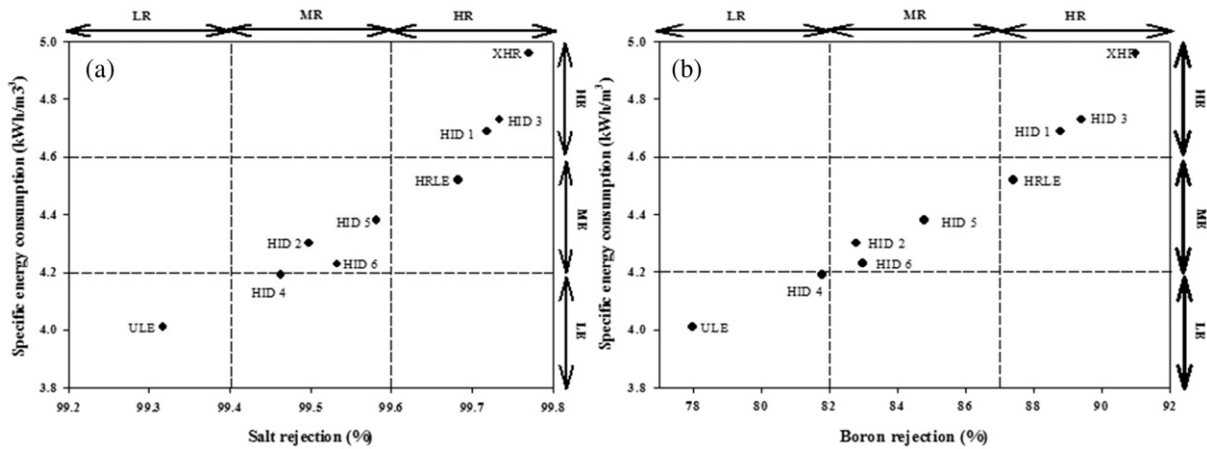 LR MR HR
(a)
5.0
4.8
4.6
4.4
4.2
4.0
3.8
Specific energy consumption (kWh/m3³)
XHR
HID 3
HID 1
HRLE
HID 5
HID 2
HID 6
HID 4
ULE
HE
ME
LE
99.2 99.3 99.4 99.5 99.6 99.7 99.8
Salt rejection (%)
LR MR HR
(b)
5.0
4.8
4.6
4.4
4.2
4.0
3.8
Specific energy consumption (kWh/m³)
XHR
HID 3
HID 1
HRLE
HID 5
HID 2
HID 6
HID 4
ULE
HE
ME
LE
78 80 82 84 86 88 90 92
Boron rejection (%)